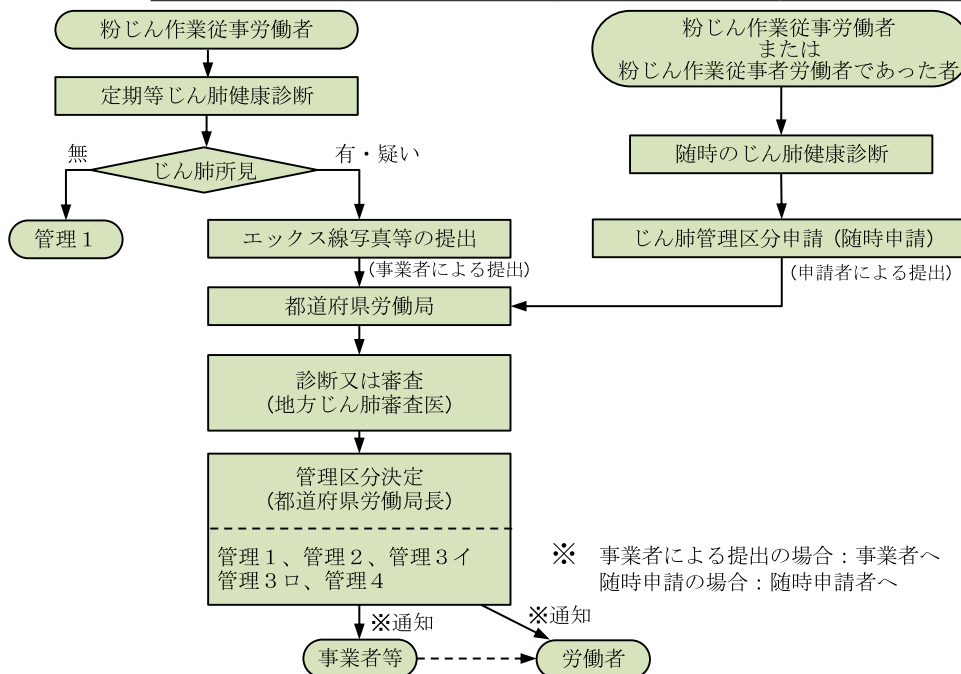 粉じん作業従事労働者
粉じん作業従事労働者
または
粉じん作業従事者労働者であった者
定期等じん肺健康診断
無
有・疑い
じん肺所見
随時のじん肺健康診断
管理１
エックス線写真等の提出
じん肺管理区分申請（随時申請）
（事業者による提出）
（申請者による提出）
都道府県労働局
診断又は審査
（地方じん肺審査医）
管理区分決定
（都道府県労働局長）
管理１、管理２、管理３イ
管理３ロ、管理４
※　事業者による提出の場合：事業者へ
随時申請の場合：随時申請者へ
※通知
※通知
事業者等
労働者